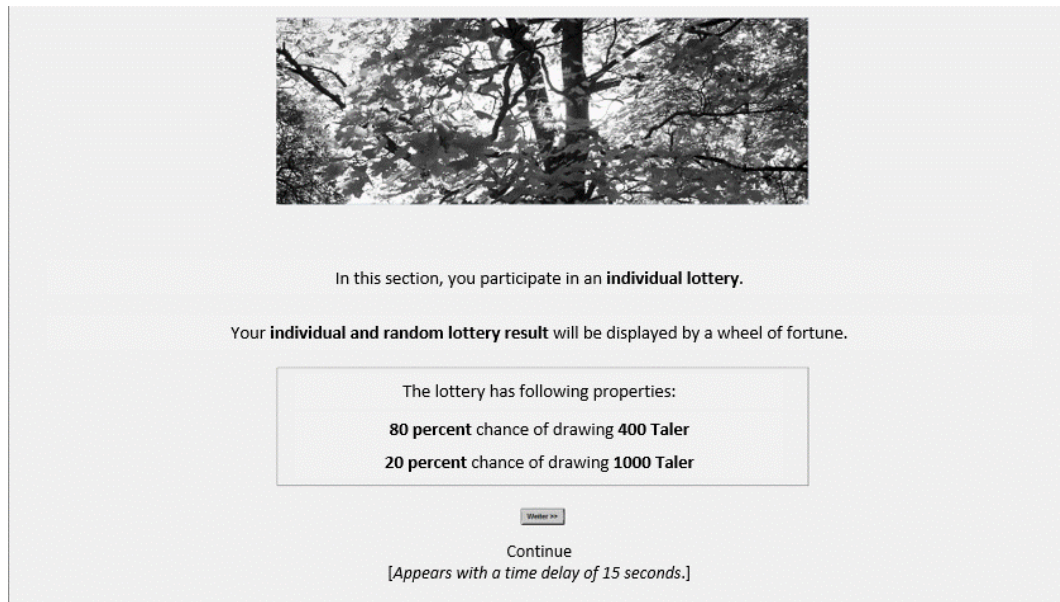 In this section, you participate in an individual lottery.
Your individual and random lottery result will be displayed by a wheel of fortune.
The lottery has following properties:
80 percent chance of drawing 400 Taler
20 percent chance of drawing 1000 Taler
Weiter >>
Continue
[Appears with a time delay of 15 seconds.]